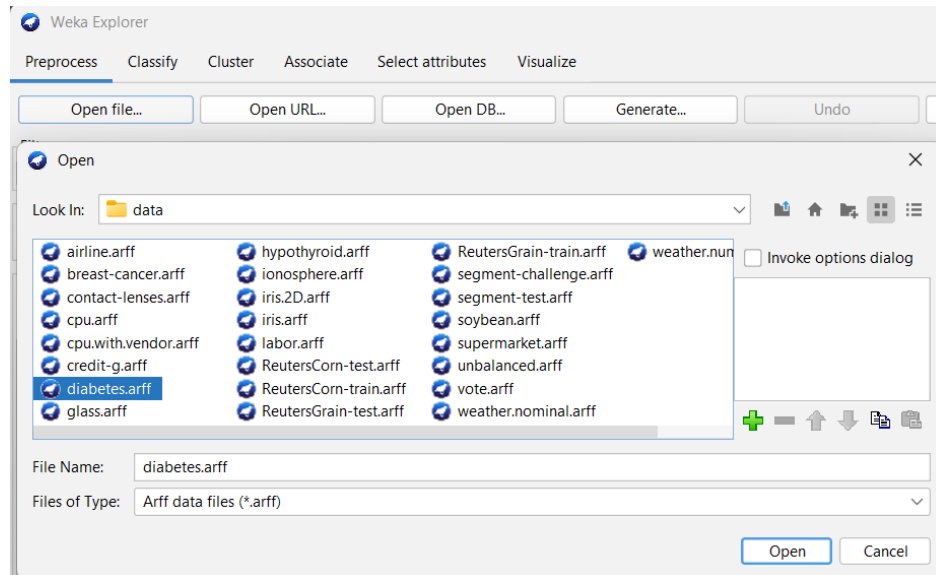 Weka Explorer
Preprocess Classify Cluster Associate Select attributes Visualize
Open file... Open URL... Open DB... Generate... Undo
Open
Look In: data
airline.arff hypothyroid.arff ReutersGrain-train.arff weather.num
breast-cancer.arff ionosphere.arff segment-challenge.arff Invoke options dialog
contact-lenses.arff iris.2D.arff segment-test.arff
cpu.arff iris.arff soybean.arff
cpu.with.vendor.arff labor.arff supermarket.arff
credit-g.arff ReutersCorn-test.arff unbalanced.arff
diabetes.arff ReutersCorn-train.arff vote.arff
glass.arff ReutersGrain-test.arff weather.nominal.arff
File Name: diabetes.arff
Files of Type: Arff data files (*.arff)
Open Cancel